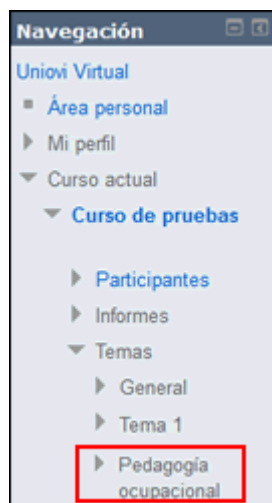 Navegación
Uniovi Virtual
Área personal
Mi perfil
Curso actual
Curso de pruebas
Participantes
Informes
Temas
General
Tema 1
Pedagogía
ocupacional